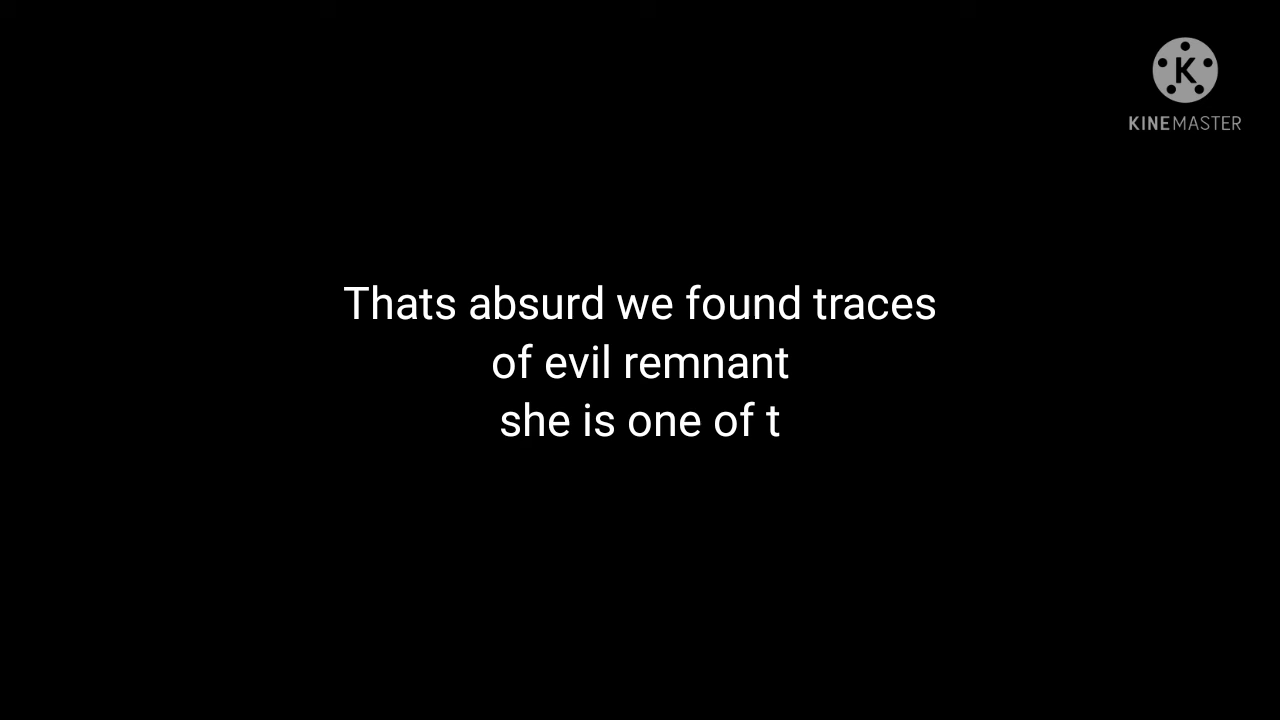 K
KINEMASTER
Thats absurd we found traces
of evil remnant
she is one of t